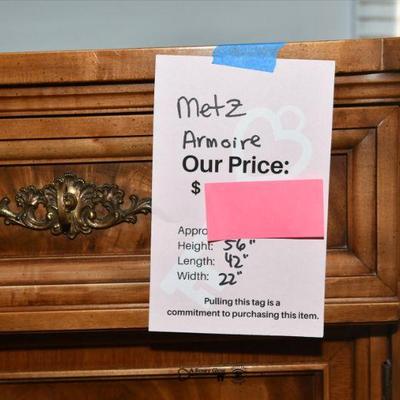 Metz
Armoire
Our Price:
$
Appro
Height: 56"
Length: 42"
Width: 22"
Pulling this tag is a
commitment to purchasing this item.